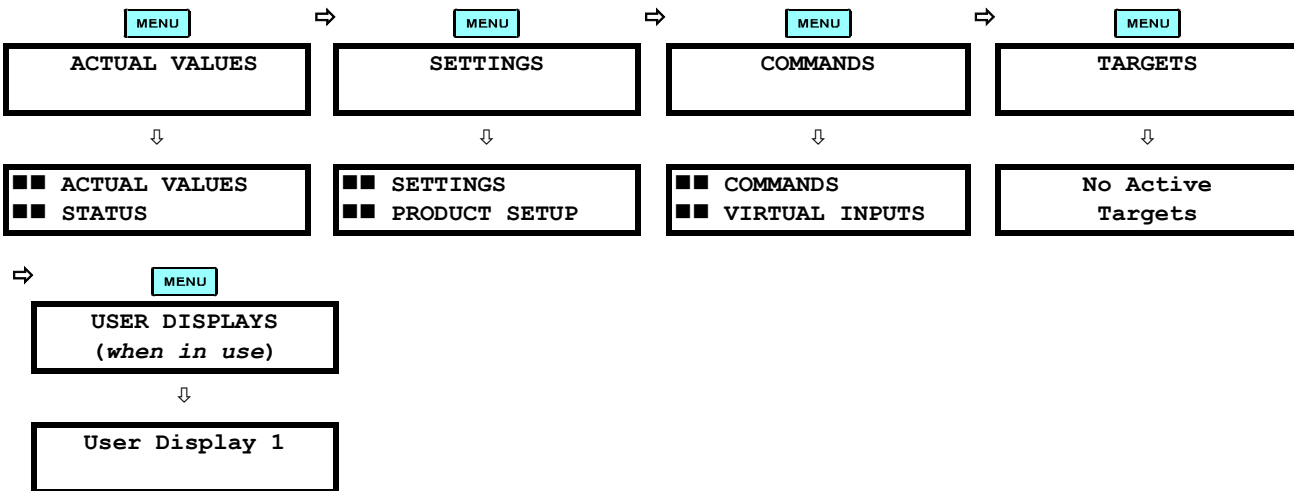 MENU MENU MENU MENU
ACTUAL VALUES SETTINGS COMMANDS TARGETS
ACTUAL VALUES
STATUS
SETTINGS
PRODUCT SETUP
COMMANDS
VIRTUAL INPUTS
No Active
Targets
MENU
USER DISPLAYS
(when in use)
User Display 1